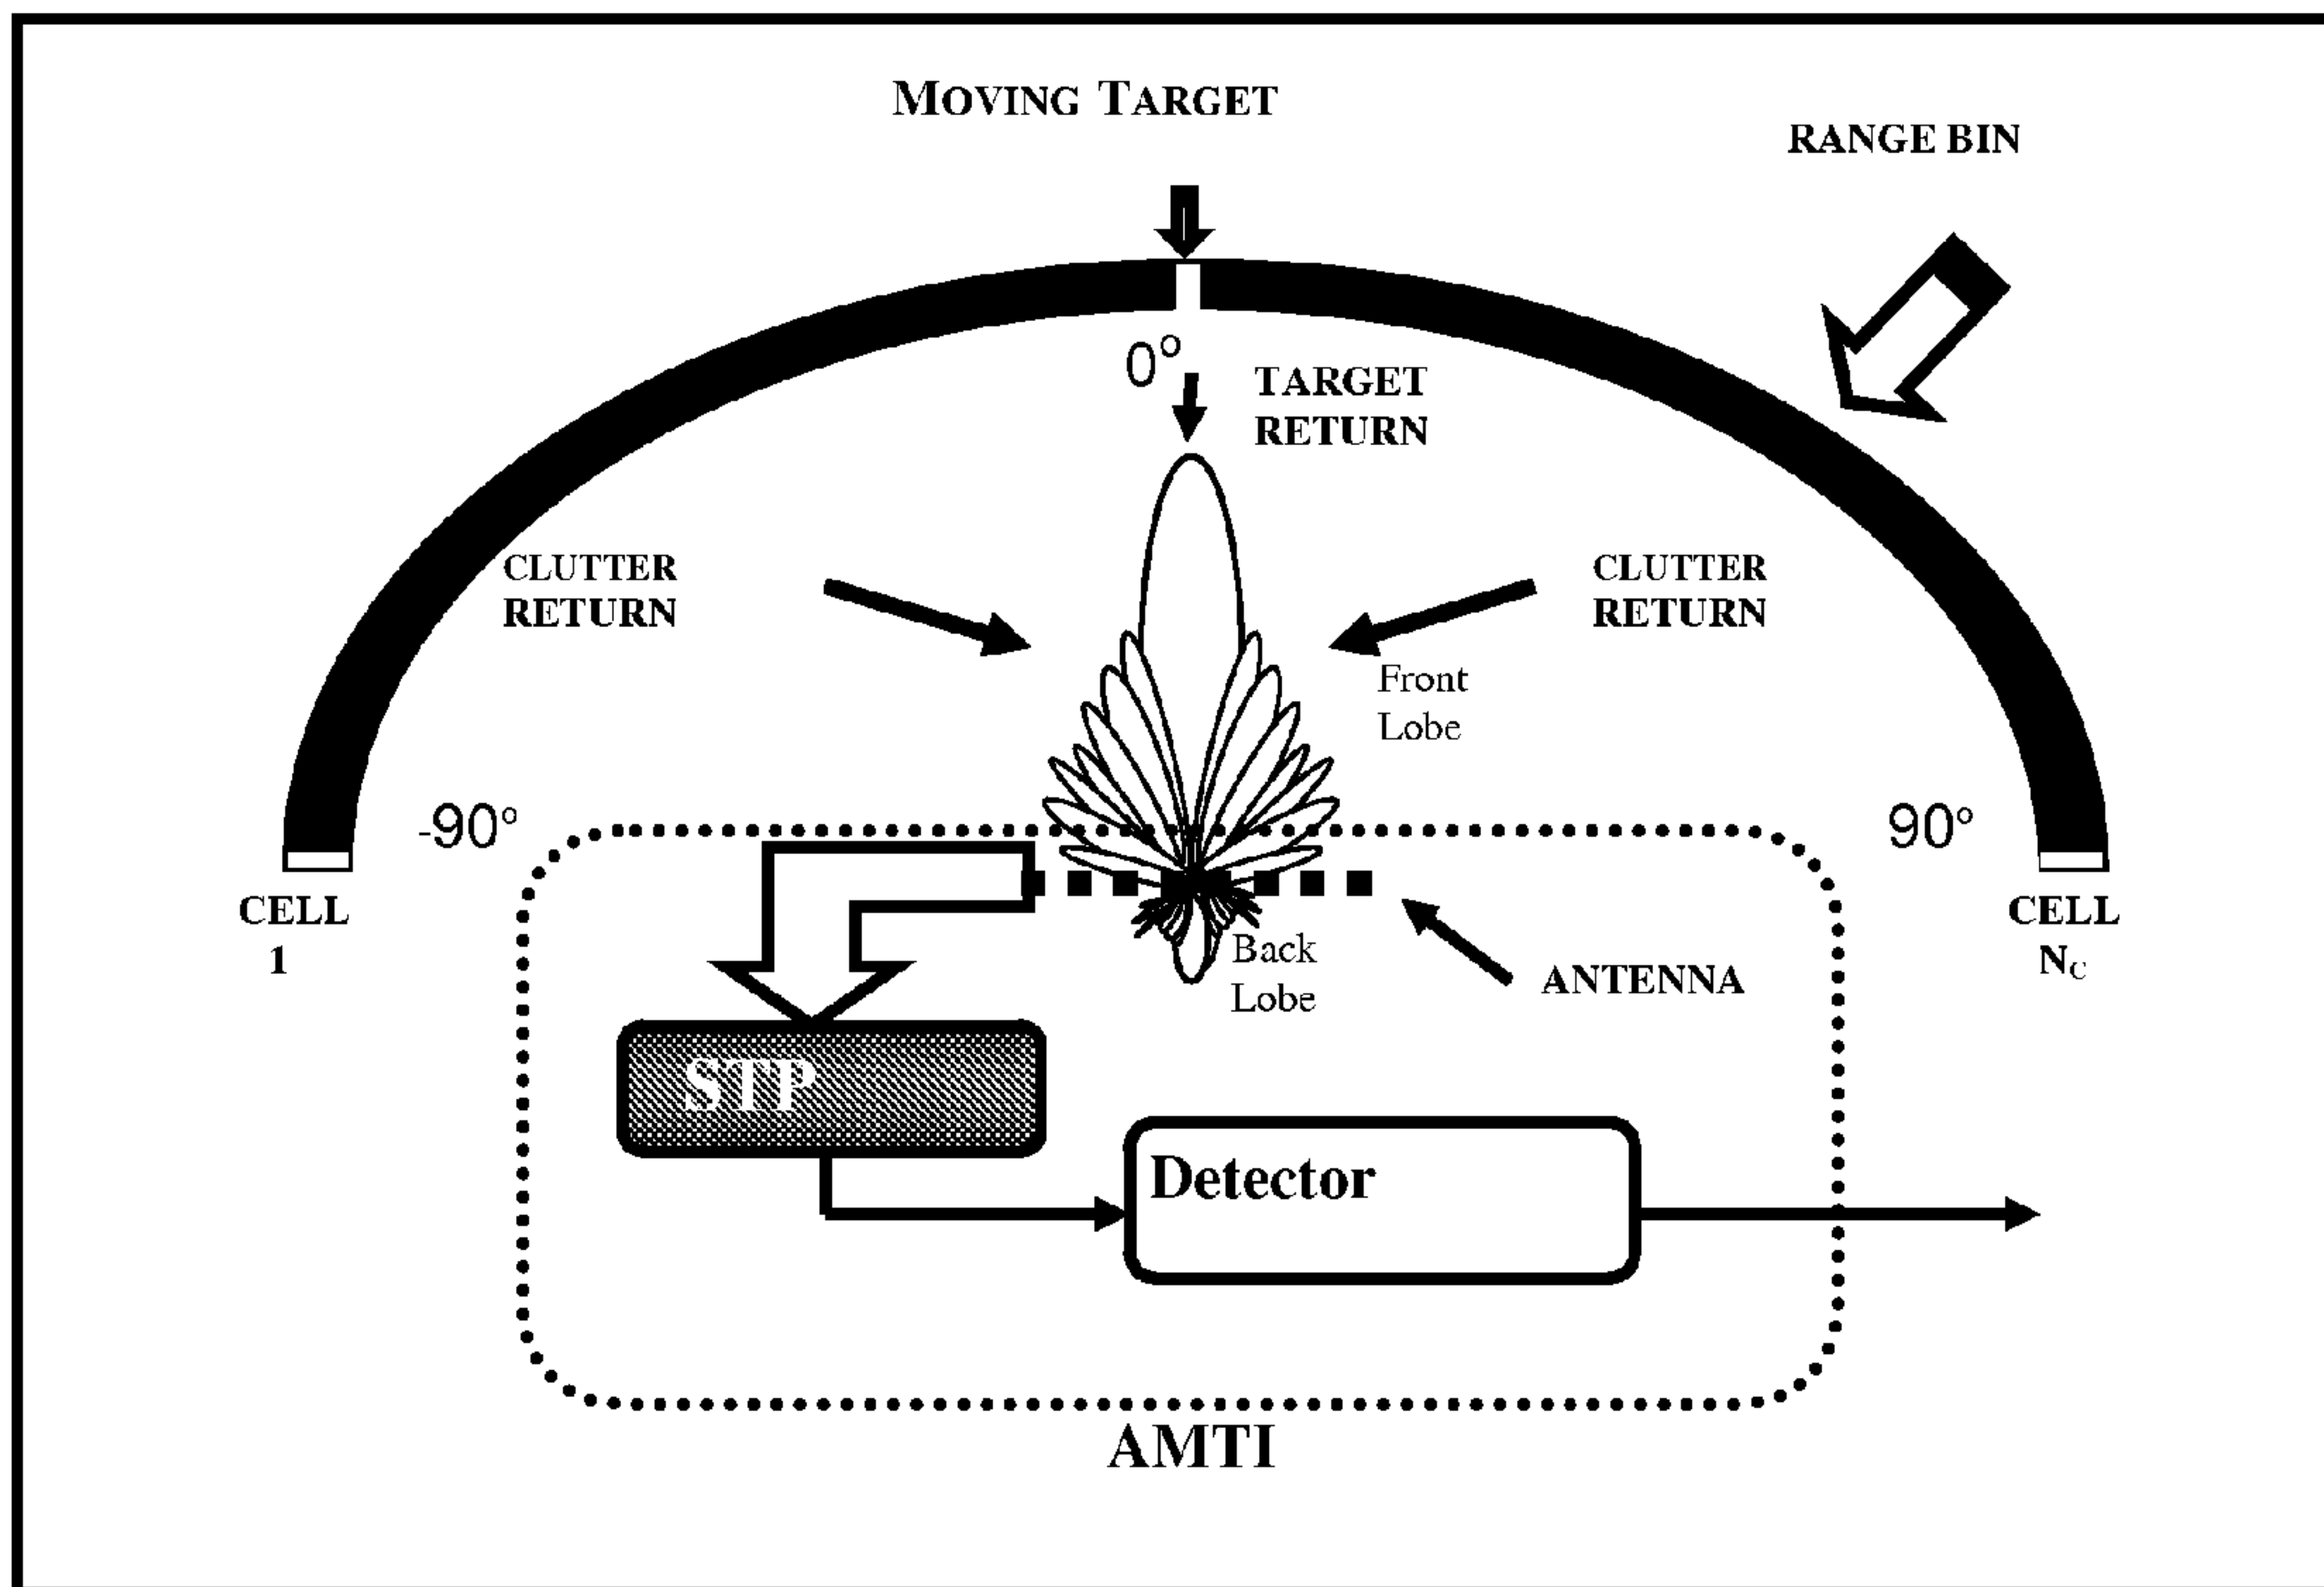 MOVING TARGET
RANGE BIN
0°
TARGET
RETURN
CLUTTER
RETURN
CLUTTER
RETURN
Front
Lobe
-90°
90°
CELL
1
CELL
NC
Back
Lobe
ANTENNA
STP
Detector
AMTI